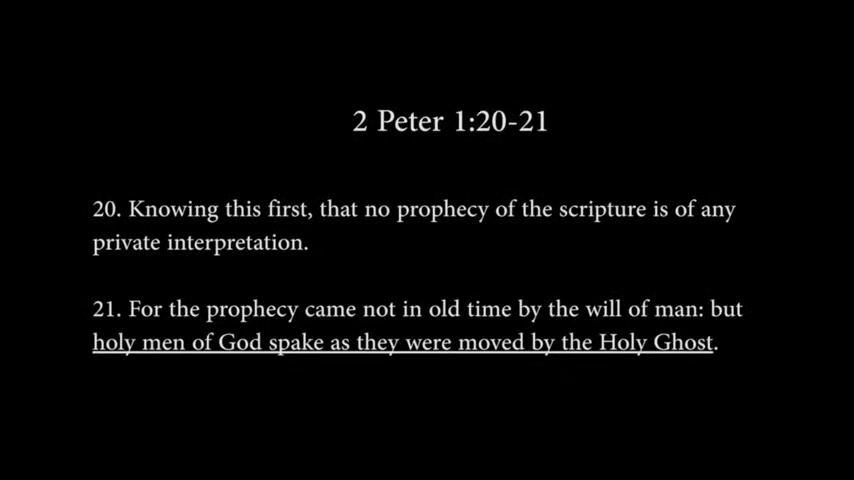 2 Peter 1:20-21
20. Knowing this first, that no prophecy of the scripture is of any
private interpretation.
21. For the prophecy came not in old time by the will of man: but
holy men of God spake as they were moved by the Holy Ghost.